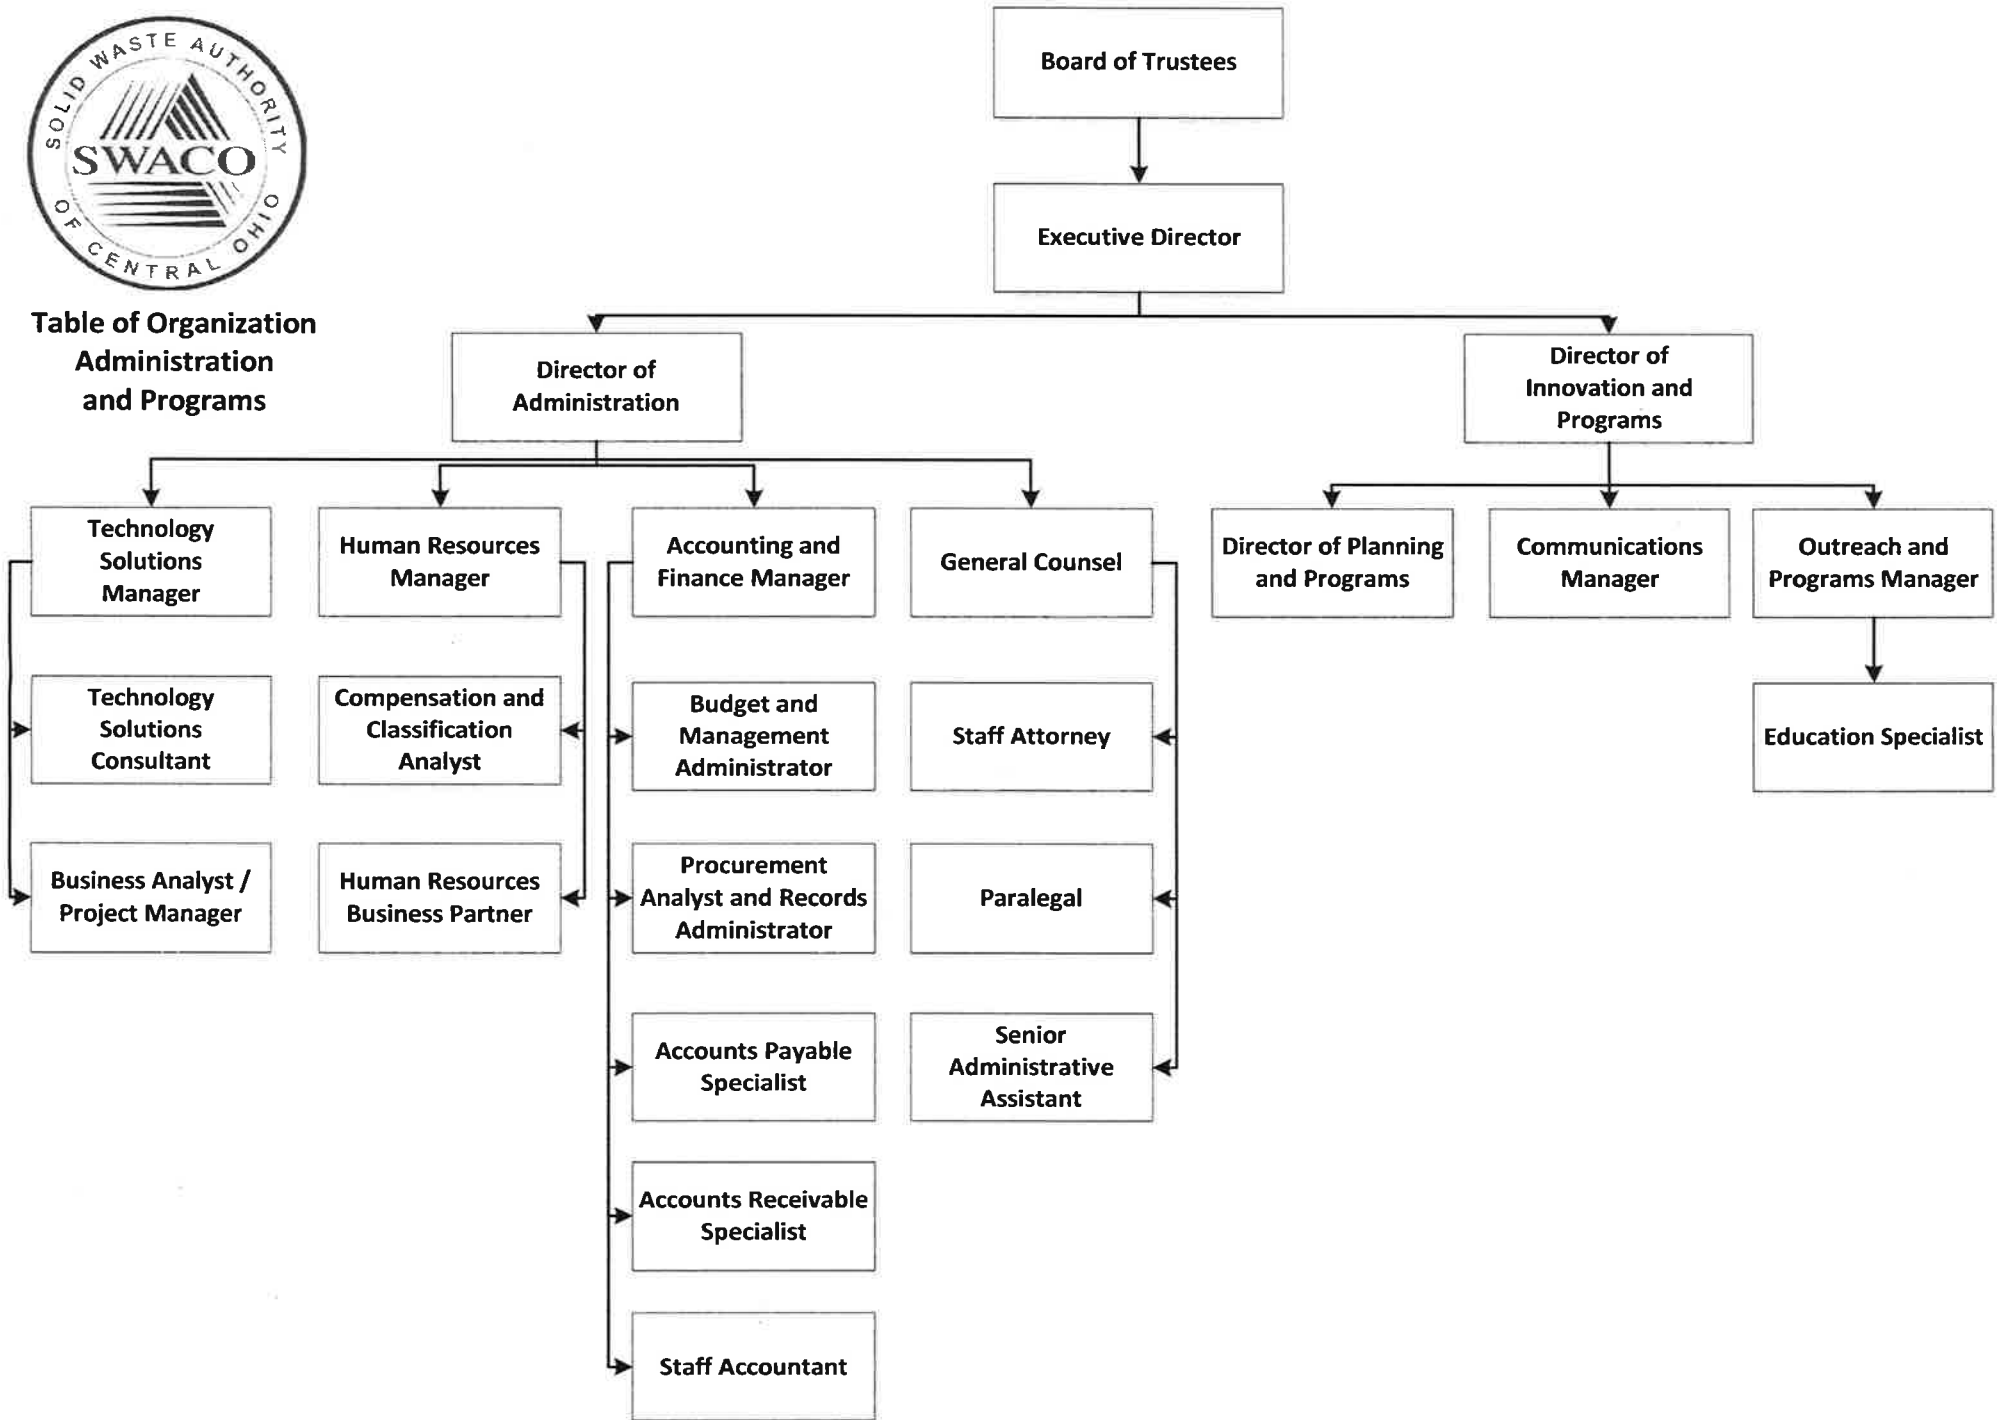 SOLID WASTE AUTHORITY
SWACO
OF CENTRAL OHIO
Table of Organization
Administration
and Programs
Board of Trustees
Executive Director
Director of
Administration
Director of
Innovation and
Programs
Technology
Solutions
Manager
Human Resources
Manager
Accounting and
Finance Manager
General Counsel
Director of Planning
and Programs
Communications
Manager
Outreach and
Programs Manager
Technology
Solutions
Consultant
Compensation and
Classification
Analyst
Budget and
Management
Administrator
Staff Attorney
Education Specialist
Business Analyst /
Project Manager
Human Resources
Business Partner
Procurement
Analyst and Records
Administrator
Paralegal
Accounts Payable
Specialist
Senior
Administrative
Assistant
Accounts Receivable
Specialist
Staff Accountant